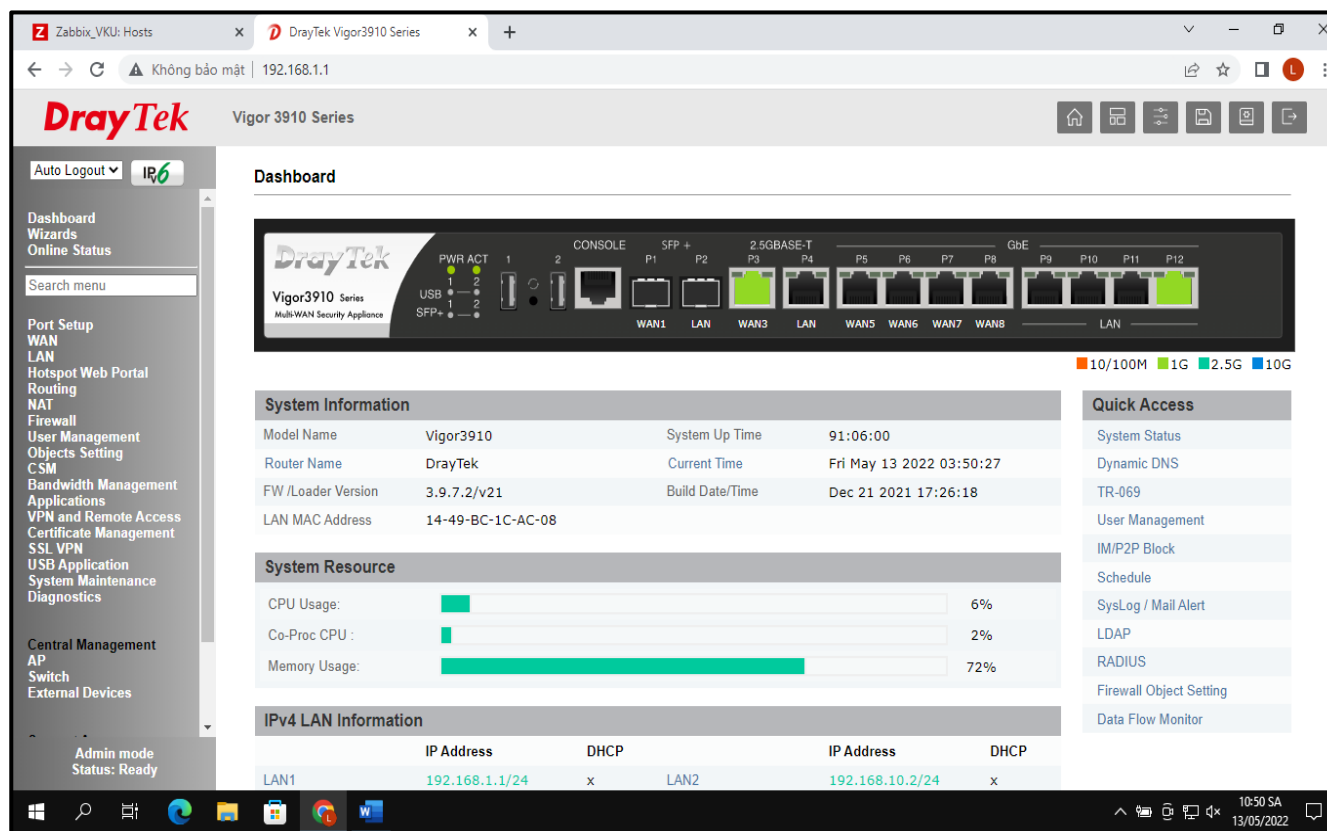 Zabbix_VKU: Hosts
DrayTek Vigor3910 Series
Không bảo mật | 192.168.1.1
L
DrayTek
Vigor 3910 Series
Auto Logout
IPv6
Dashboard
Wizards
Online Status
Search menu
Port Setup
WAN
LAN
Hotspot Web Portal
Routing
NAT
Firewall
User Management
Objects Setting
CSM
Bandwidth Management
Applications
VPN and Remote Access
Certificate Management
SSL VPN
USB Application
System Maintenance
Diagnostics
Central Management
AP
Switch
External Devices
Admin mode
Status: Ready
Dashboard
DrayTek
Vigor3910 Series
Multi-WAN Security Appliance
PWR ACT 1 2 CONSOLE SFP + 2.5GBASE-T GbE
P1 P2 P3 P4 P5 P6 P7 P8 P9 P10 P11 P12
1 2
USB
1 2
SFP+
WAN1 LAN WAN3 LAN WAN5 WAN6 WAN7 WAN8 LAN
10/100M 1G 2.5G 10G
System Information
Model Name Vigor3910 System Up Time 91:06:00
Router Name DrayTek Current Time Fri May 13 2022 03:50:27
FW /Loader Version 3.9.7.2/v21 Build Date/Time Dec 21 2021 17:26:18
LAN MAC Address 14-49-BC-1C-AC-08
System Resource
CPU Usage: 6%
Co-Proc CPU : 2%
Memory Usage: 72%
IPv4 LAN Information
IP Address DHCP IP Address DHCP
LAN1 192.168.1.1/24 x LAN2 192.168.10.2/24 x
Quick Access
System Status
Dynamic DNS
TR-069
User Management
IM/P2P Block
Schedule
SysLog / Mail Alert
LDAP
RADIUS
Firewall Object Setting
Data Flow Monitor
10:50 SA
13/05/2022